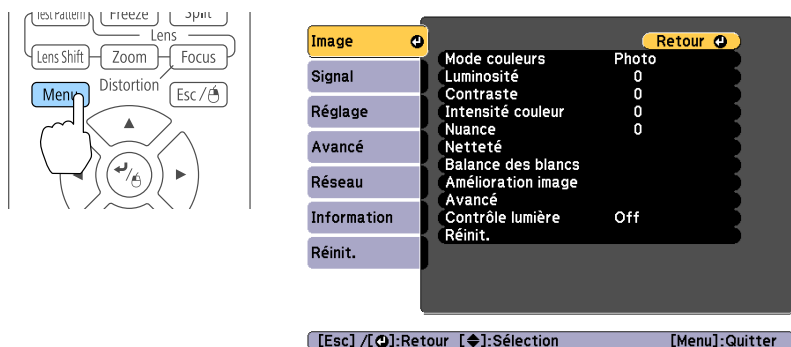 Test Pattern Freeze Split
Lens
Lens Shift Zoom Focus
Distortion
Menu Esc /
Image
Signal
Réglage
Avancé
Réseau
Information
Réinit.
Retour
Mode couleurs Photo
Luminosité 0
Contraste 0
Intensité couleur 0
Nuance 0
Netteté
Balance des blancs
Amélioration image
Avancé
Contrôle lumière Off
Réinit.
[Esc] /[ ]:Retour [ ]:Sélection [Menu]:Quitter